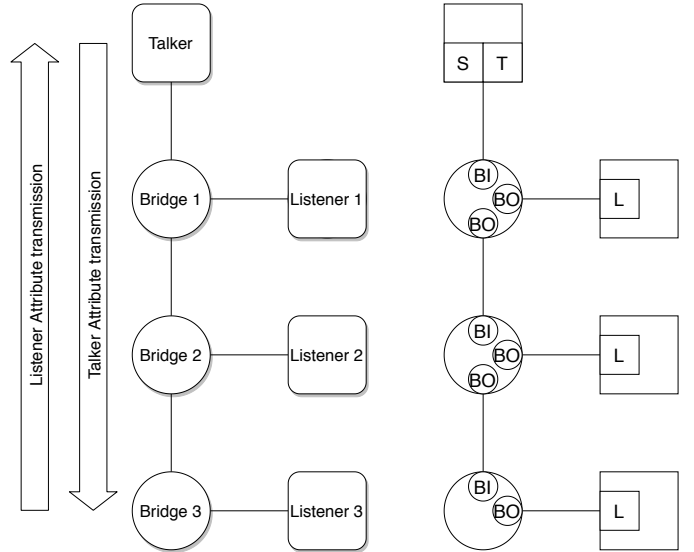 Talker
S T
Listener Attribute transmission
Talker Attribute transmission
Bridge 1
Listener 1
BI
BO
BO
L
Bridge 2
Listener 2
BI
BO
BO
L
Bridge 3
Listener 3
BI
BO
L